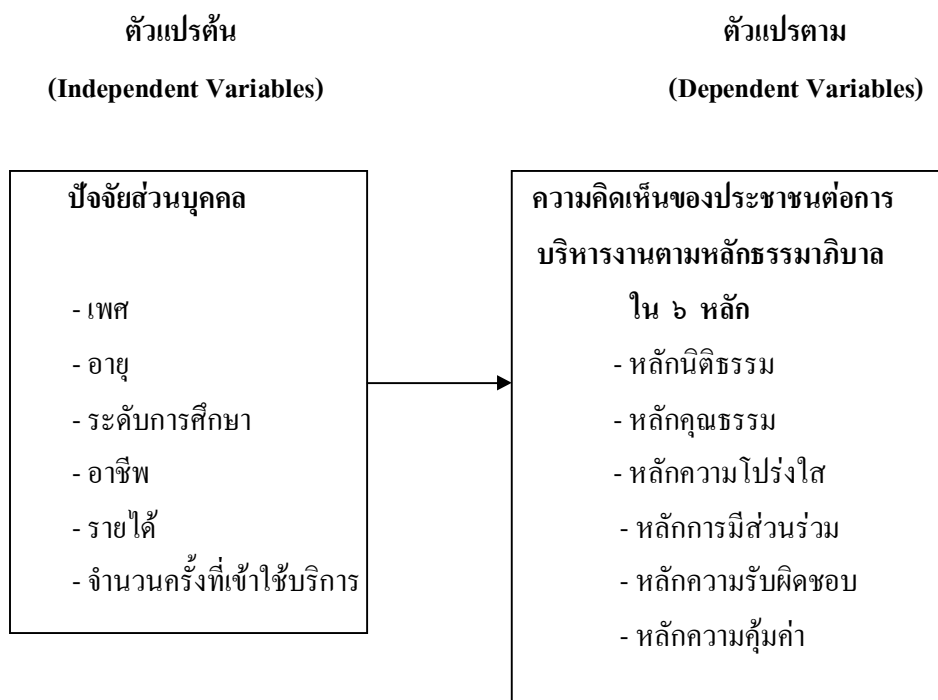 ตัวแปรต้น
(Independent Variables)
ตัวแปรตาม
(Dependent Variables)
ปัจจัยส่วนบุคคล
- เพศ
- อายุ
- ระดับการศึกษา
- อาชีพ
- รายได้
- จำนวนครั้งที่เข้าใช้บริการ
ความคิดเห็นของประชาชนต่อการ
บริหารงานตามหลักธรรมาภิบาล
ใน ๖ หลัก
- หลักนิติธรรม
- หลักคุณธรรม
- หลักความโปร่งใส
- หลักการมีส่วนร่วม
- หลักความรับผิดชอบ
- หลักความคุ้มค่า